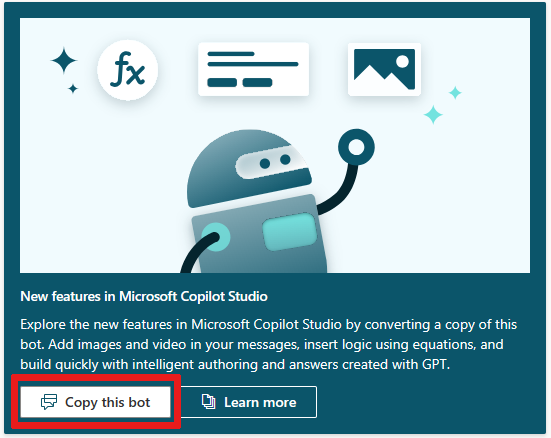 fx
New features in Microsoft Copilot Studio
Explore the new features in Microsoft Copilot Studio by converting a copy of this
bot. Add images and video in your messages, insert logic using equations, and
build quickly with intelligent authoring and answers created with GPT.
Copy this bot
Learn more